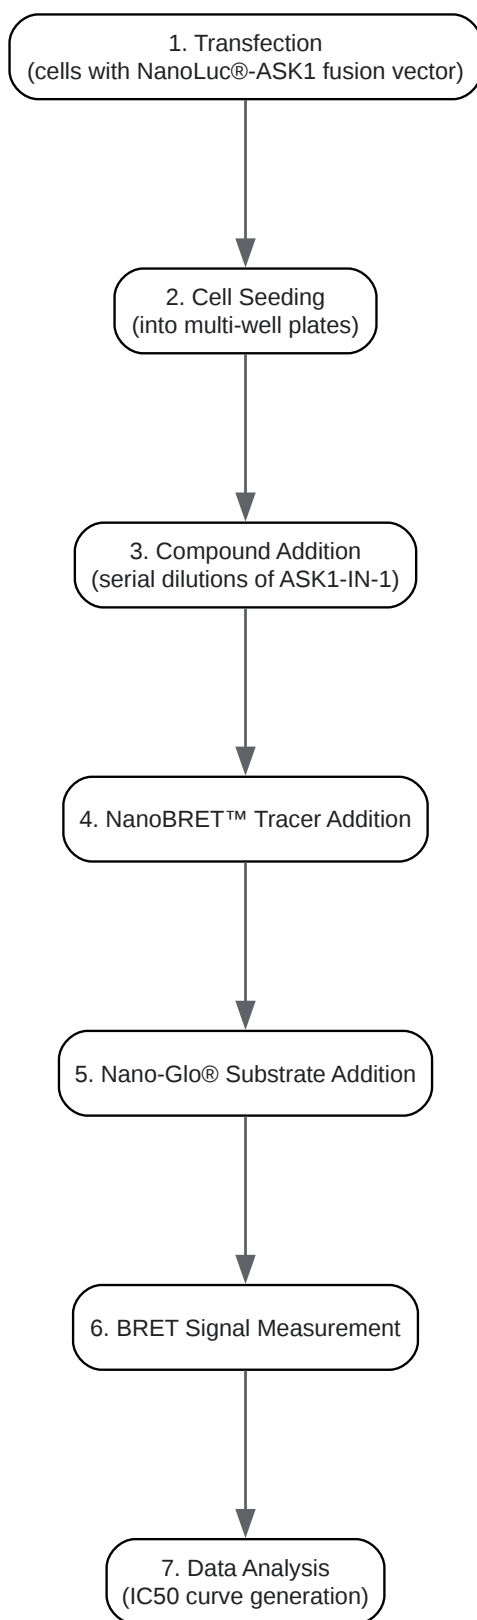 1. Transfection
(cells with NanoLuc®-ASK1 fusion vector)
2. Cell Seeding
(into multi-well plates)
3. Compound Addition
(serial dilutions of ASK1-IN-1)
4. NanoBRET™ Tracer Addition
5. Nano-Glo® Substrate Addition
6. BRET Signal Measurement
7. Data Analysis
(IC50 curve generation)